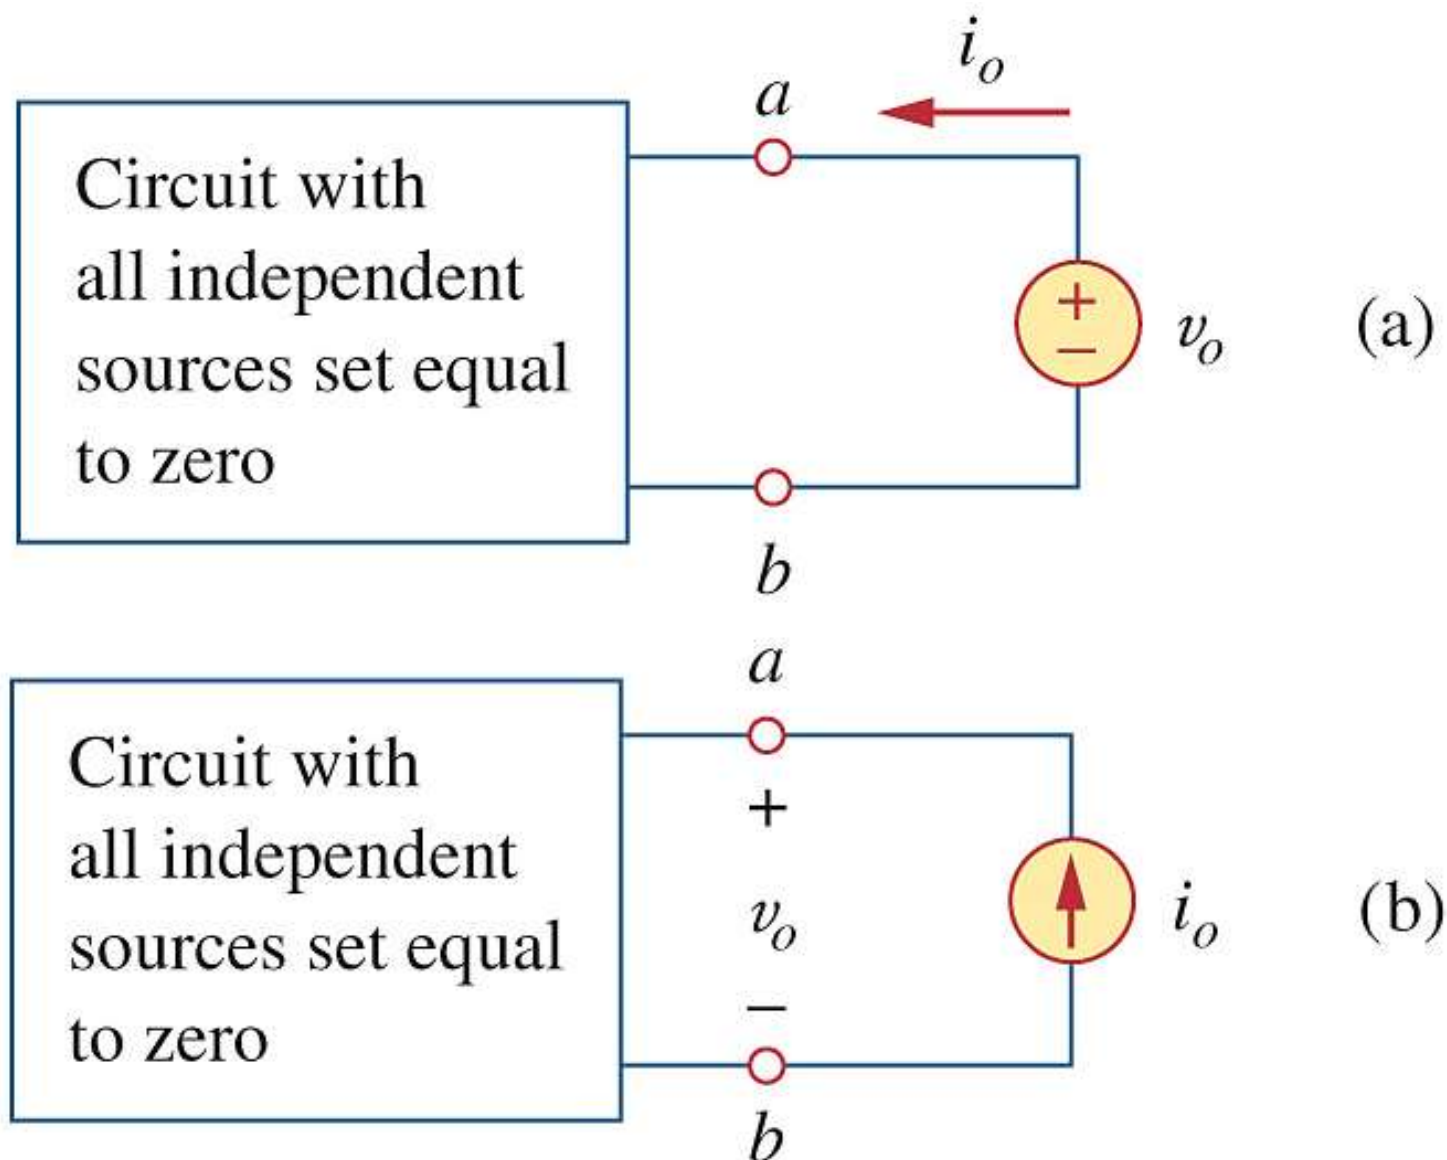 i_o
a
Circuit with
all independent
sources set equal
to zero
+
−
v_o
(a)
b
a
Circuit with
all independent
sources set equal
to zero
+
v_o
−
i_o
(b)
b